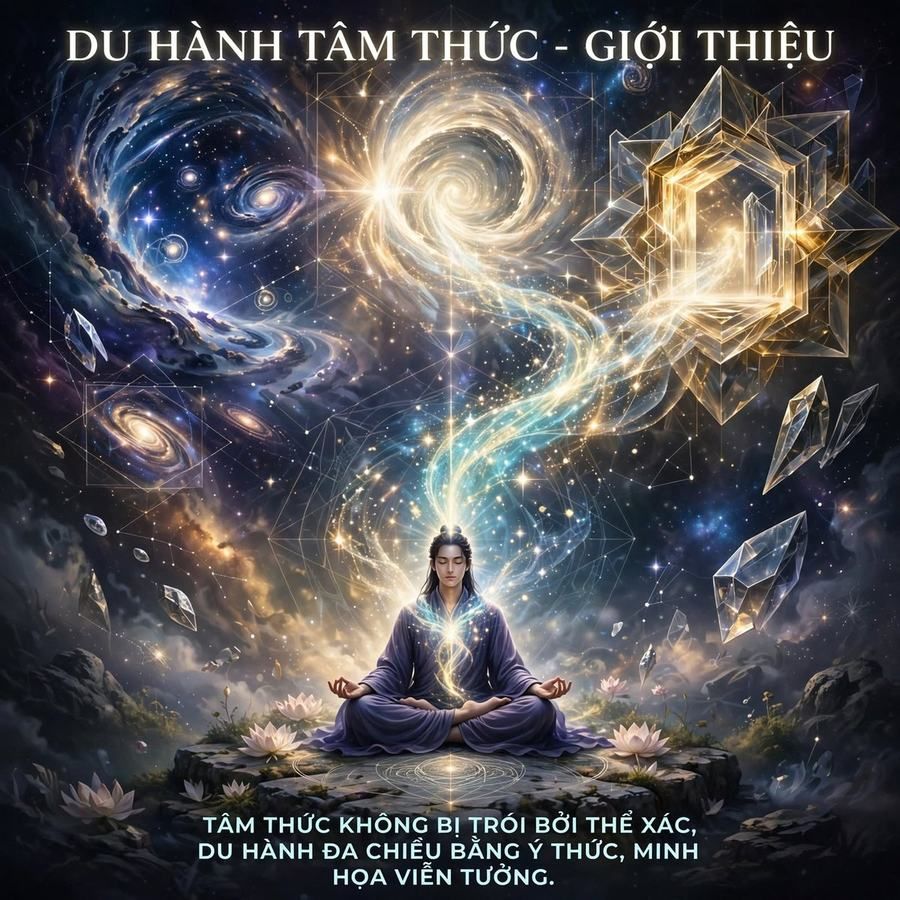 DU HÀNH TÂM THỨC - GIỚI THIỆU
TÂM THỨC KHÔNG BỊ TRÓI BỞI THỂ XÁC,
DU HÀNH ĐA CHIỀU BẰNG Ý THỨC, MINH
HỌA VIỄN TƯỞNG.